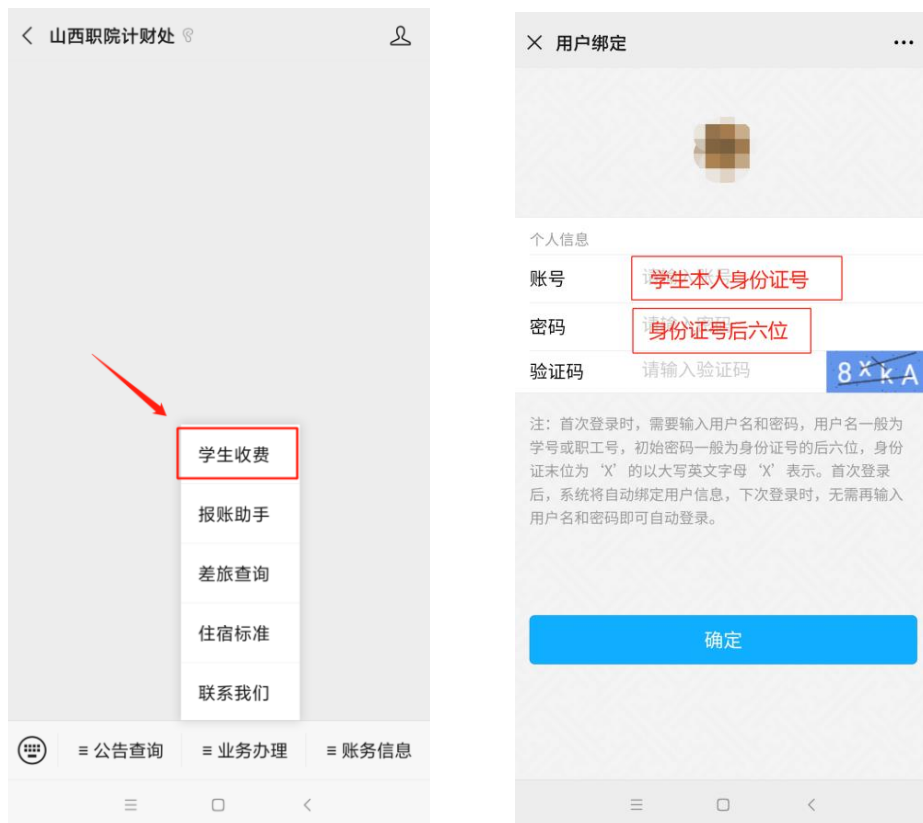 山西职院计财处
学生收费
报账助手
差旅查询
住宿标准
联系我们
≡ 公告查询
≡ 业务办理
≡ 账务信息
用户绑定
个人信息
账号
学生本人身份证号
密码
身份证号后六位
验证码
请输入验证码
8XkA
注：首次登录时，需要输入用户名和密码，用户名一般为
学号或职工号，初始密码一般为身份证号的后六位，身份
证末位为‘X’的以大写英文字母‘X’表示。首次登录
后，系统将自动绑定用户信息，下次登录时，无需再输入
用户名和密码即可自动登录。
确定